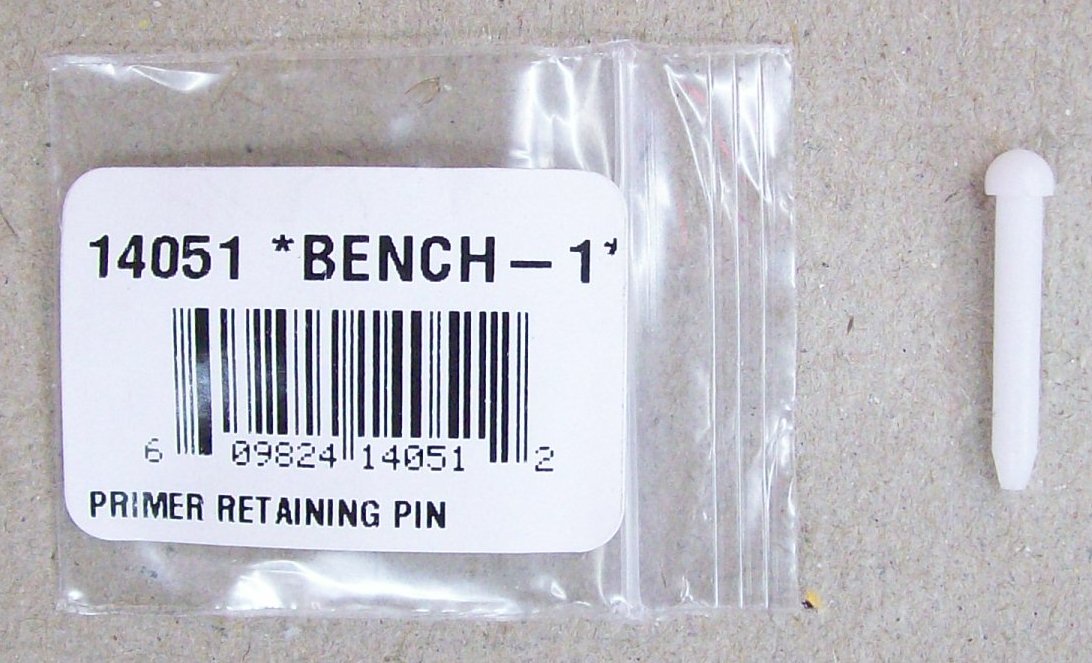 14051 *BENCH – 1*
6 09824 14051 2
PRIMER RETAINING PIN